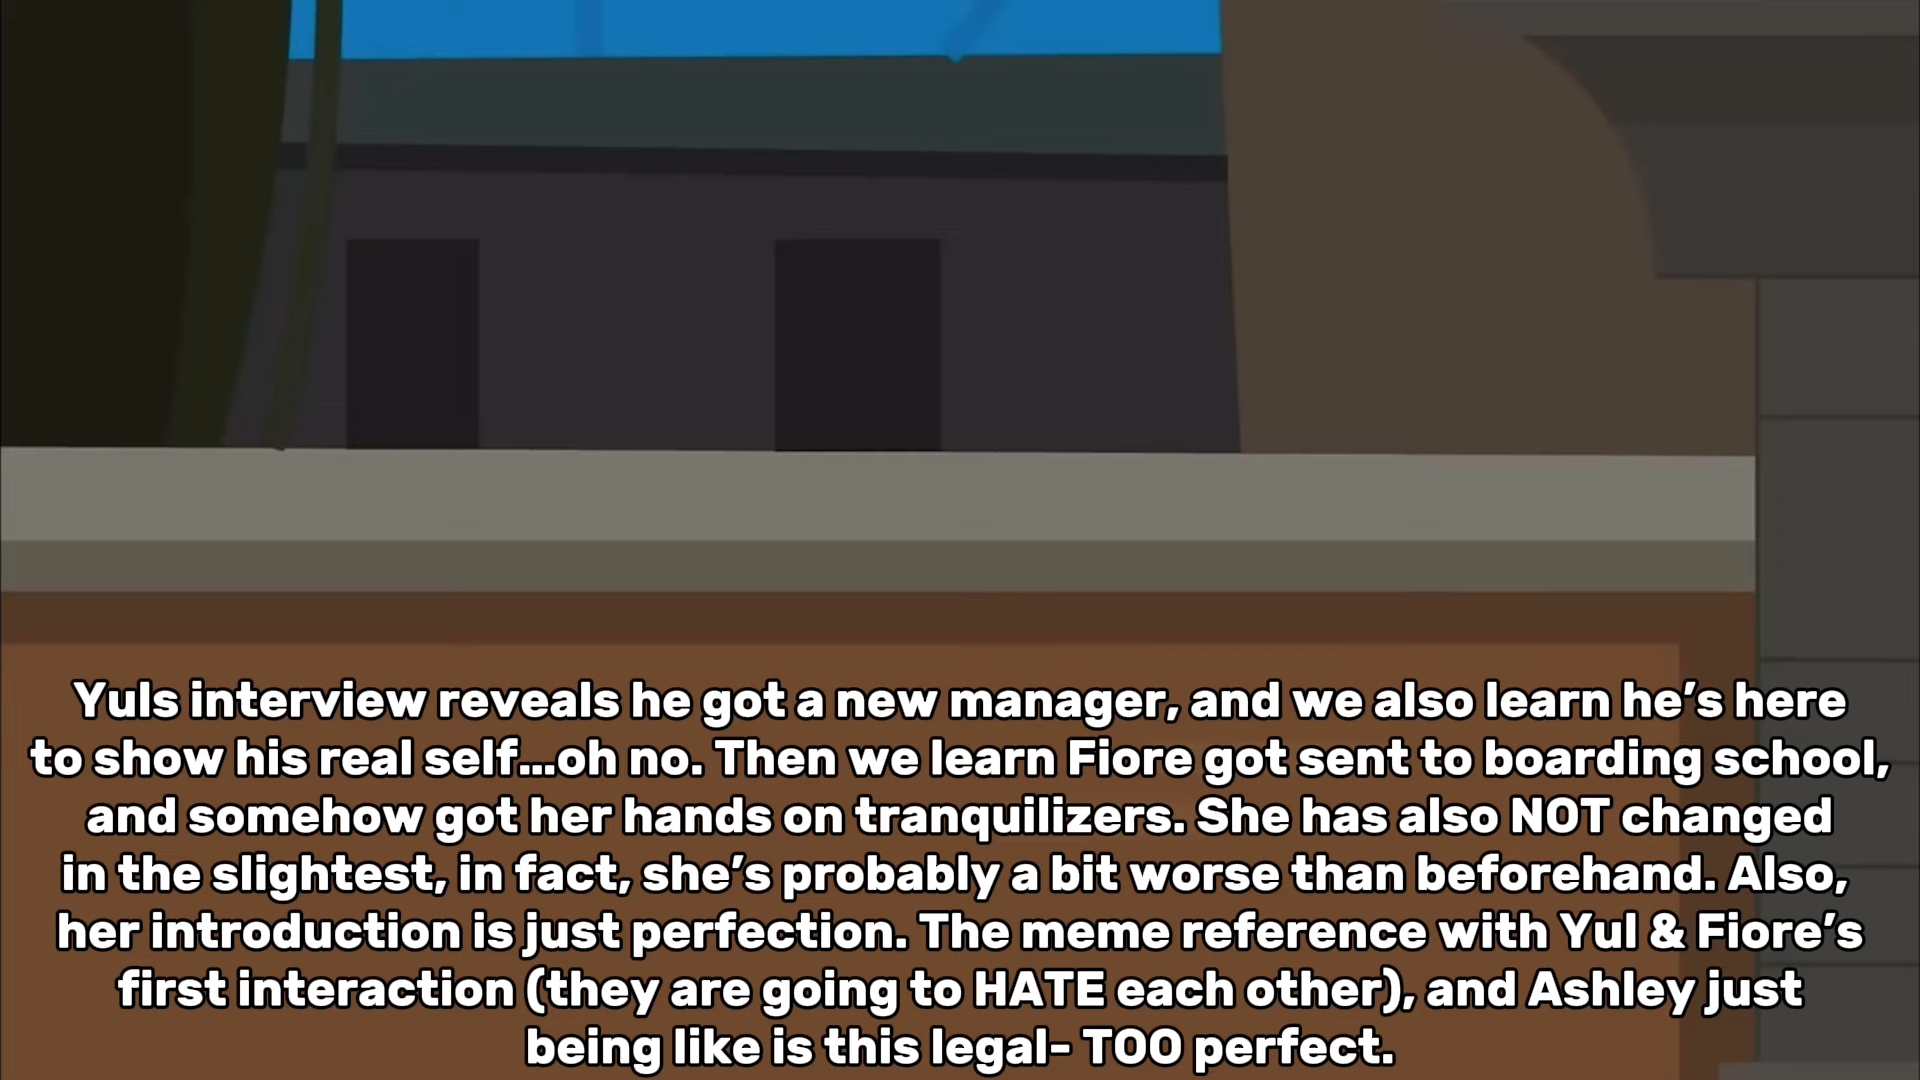 Yuls interview reveals he got a new manager, and we also learn he’s here
to show his real self...oh no. Then we learn Fiore got sent to boarding school,
and somehow got her hands on tranquilizers. She has also NOT changed
in the slightest, in fact, she’s probably a bit worse than beforehand. Also,
her introduction is just perfection. The meme reference with Yul & Fiore’s
first interaction (they are going to HATE each other), and Ashley just
being like is this legal- TOO perfect.